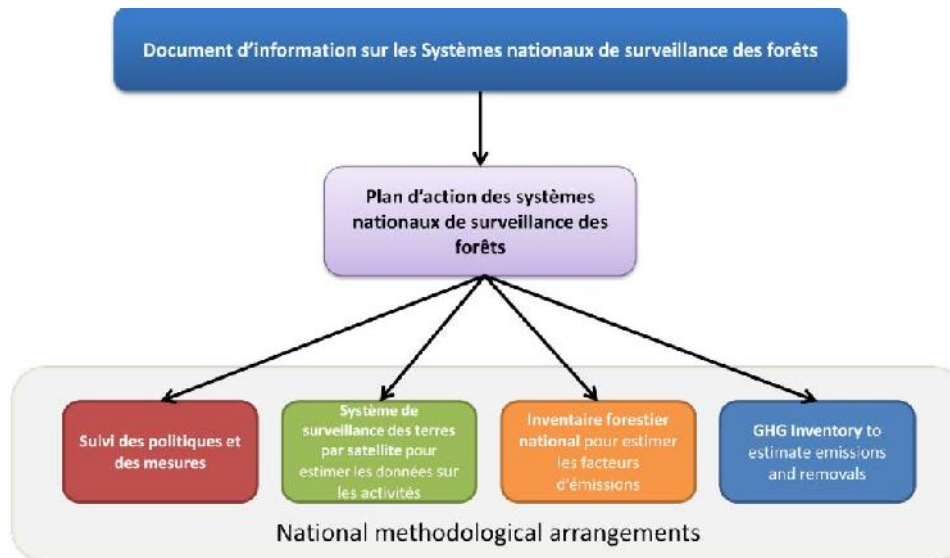 Document d'information sur les Systèmes nationaux de surveillance des forêts
Plan d'action des systèmes
nationaux de surveillance des
forêts
Suivi des politiques et
des mesures
Système de
surveillance des terres
par satellite pour
estimer les données sur
les activités
Inventaire forestier
national pour estimer
les facteurs
d'émissions
GHG Inventory to
estimate emissions
and removals
National methodological arrangements